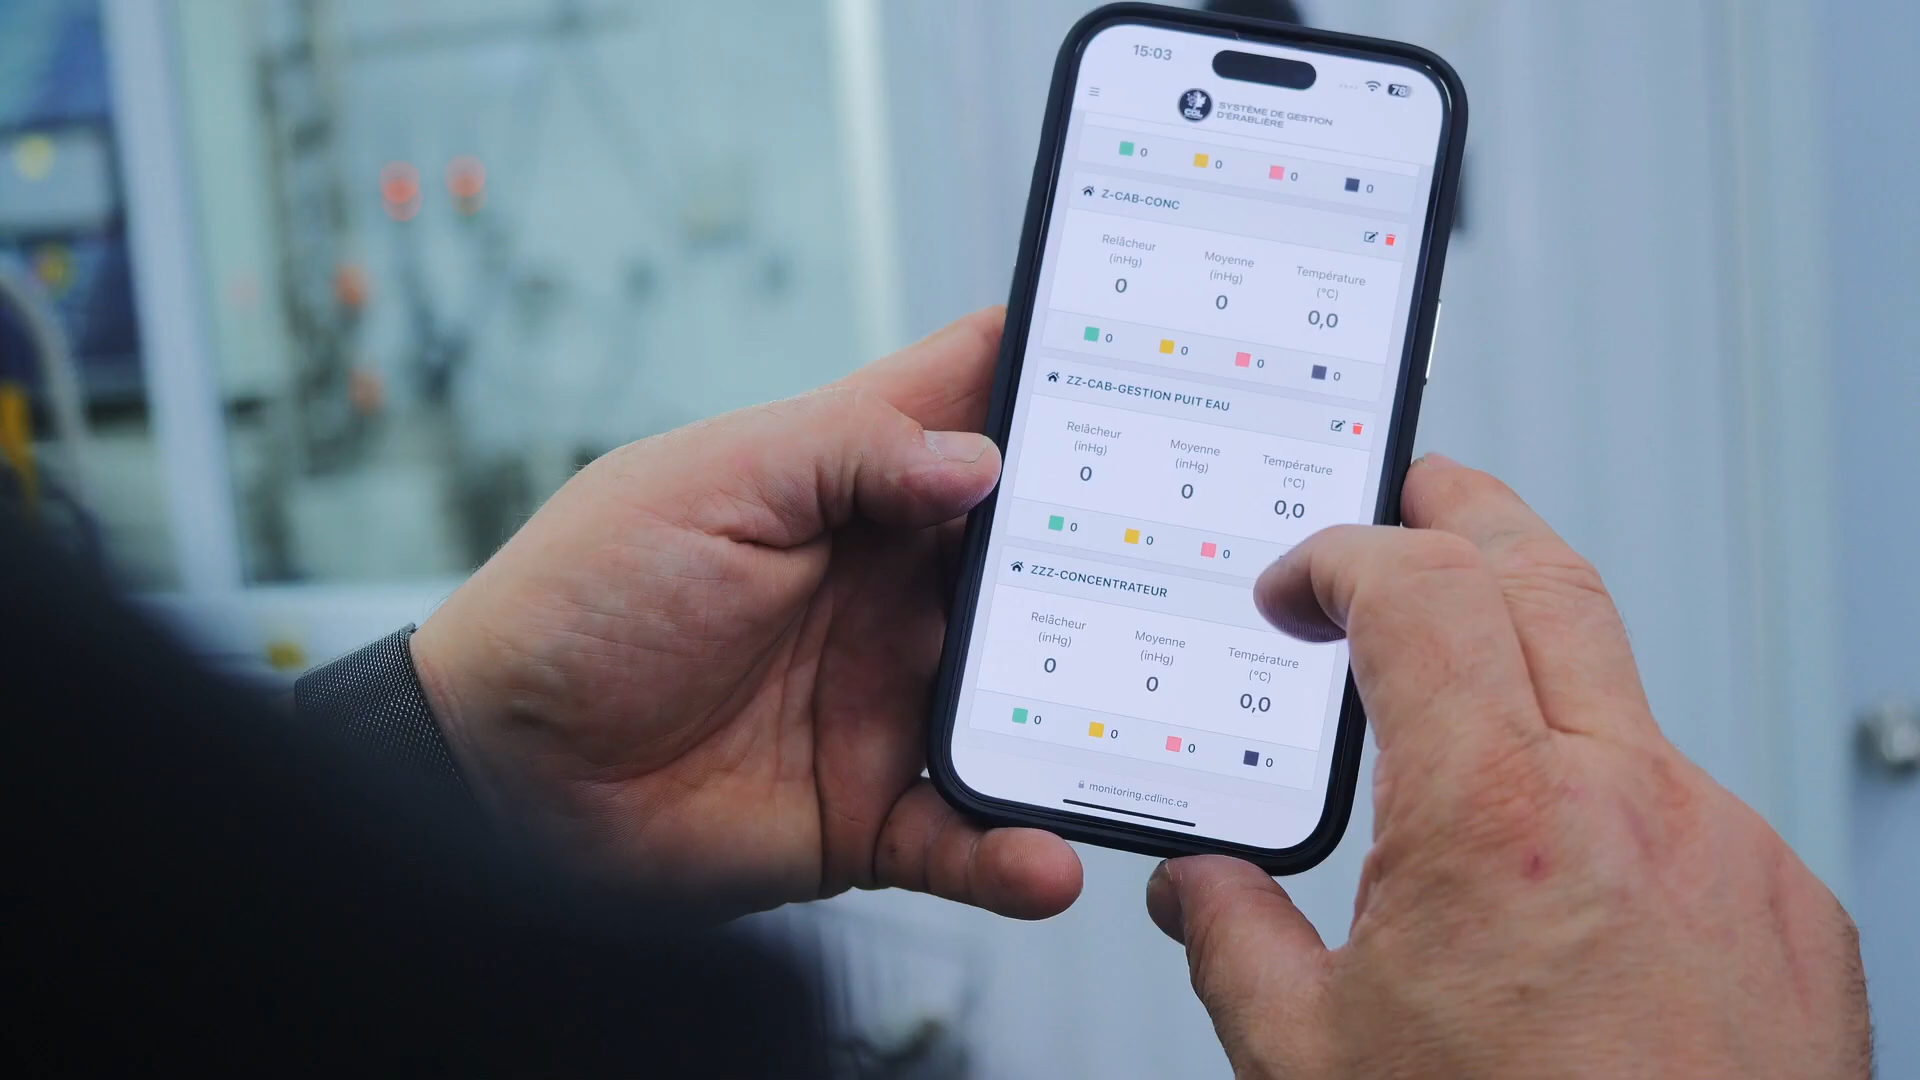 15:03
78
CDL
SYSTÈME DE GESTION
D'ÉRABLIÈRE
0 0 0 0
Z-CAB-CONC
Relâcheur
(inHg)
0
Moyenne
(inHg)
0
Température
(°C)
0,0
0 0 0 0
ZZ-CAB-GESTION PUIT EAU
Relâcheur
(inHg)
0
Moyenne
(inHg)
0
Température
(°C)
0,0
0 0 0
ZZZ-CONCENTRATEUR
Relâcheur
(inHg)
0
Moyenne
(inHg)
0
Température
(°C)
0,0
0 0 0 0
monitoring.cdlinc.ca